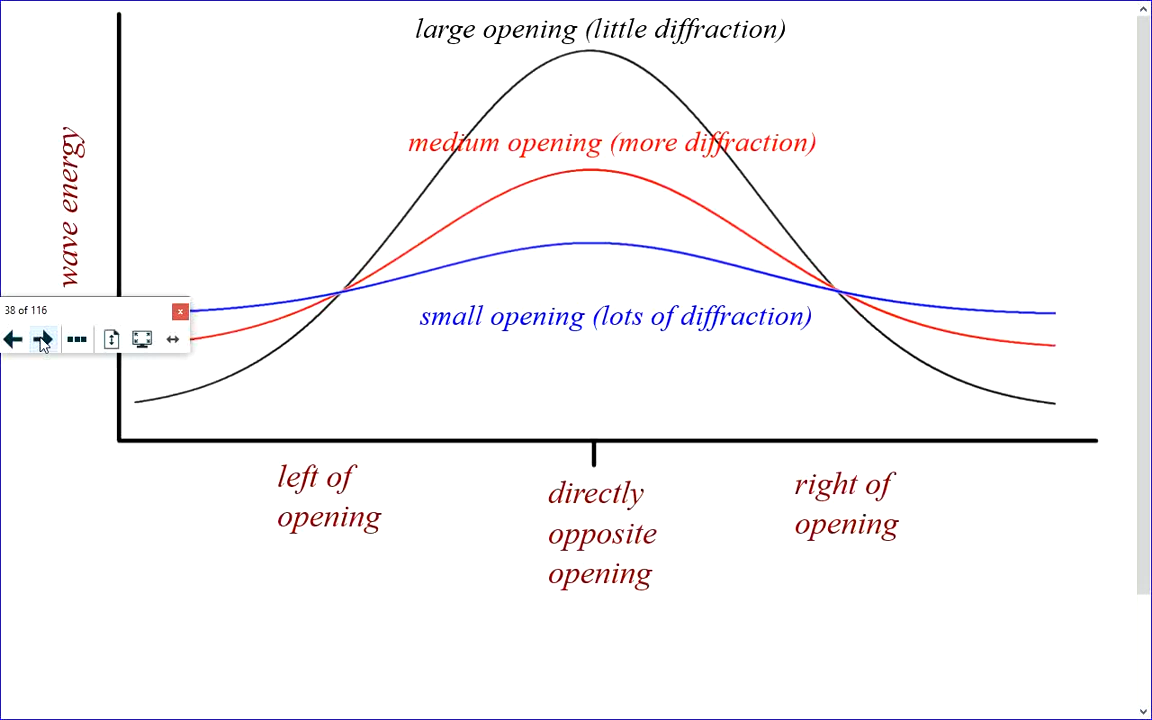 large opening (little diffraction)
medium opening (more diffraction)
wave energy
38 of 116
x
small opening (lots of diffraction)
left of
opening
directly
opposite
opening
right of
opening